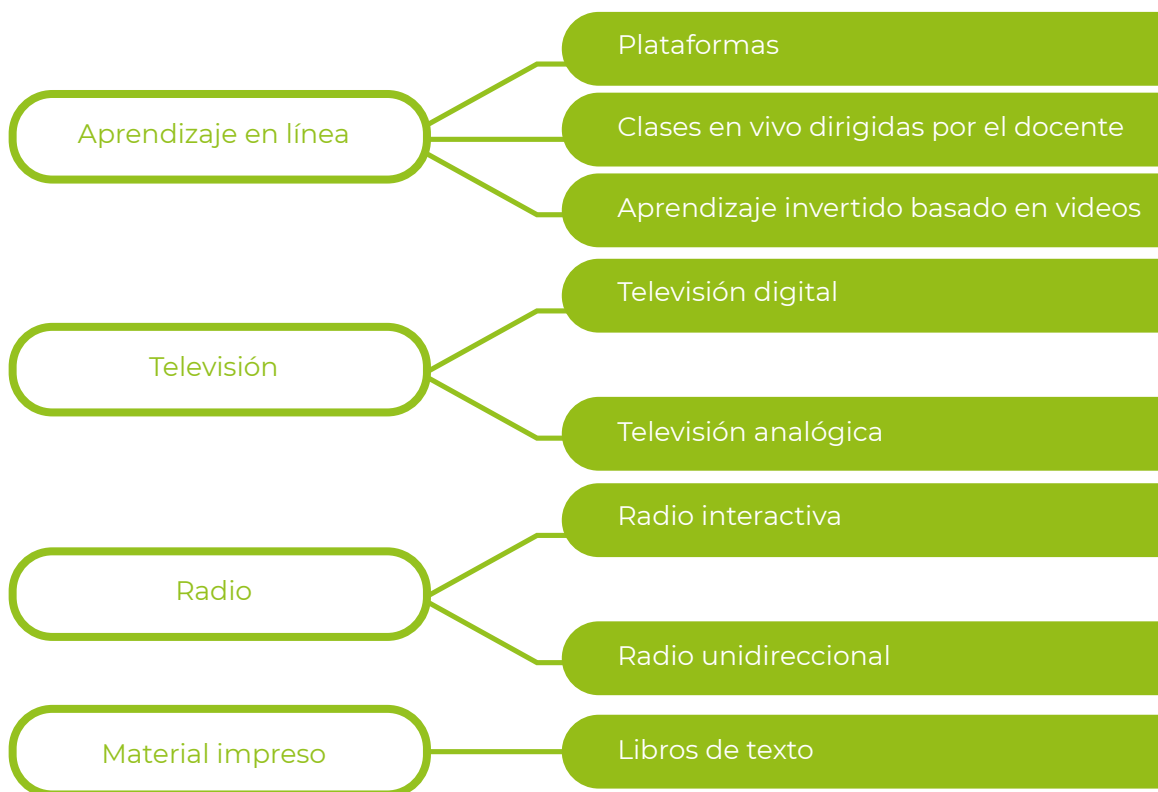 Aprendizaje en línea
Plataformas
Clases en vivo dirigidas por el docente
Aprendizaje invertido basado en videos
Televisión
Televisión digital
Televisión analógica
Radio
Radio interactiva
Radio unidireccional
Material impreso
Libros de texto